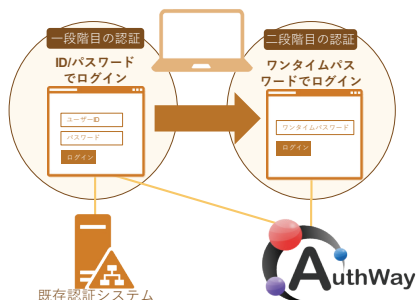 一段階目の認証
ID/パスワード
でログイン
ユーザーID
パスワード
ログイン
二段階目の認証
ワンタイムパス
ワードでログイン
ワンタイムパスワード
ログイン
既存認証システム
AuthWay